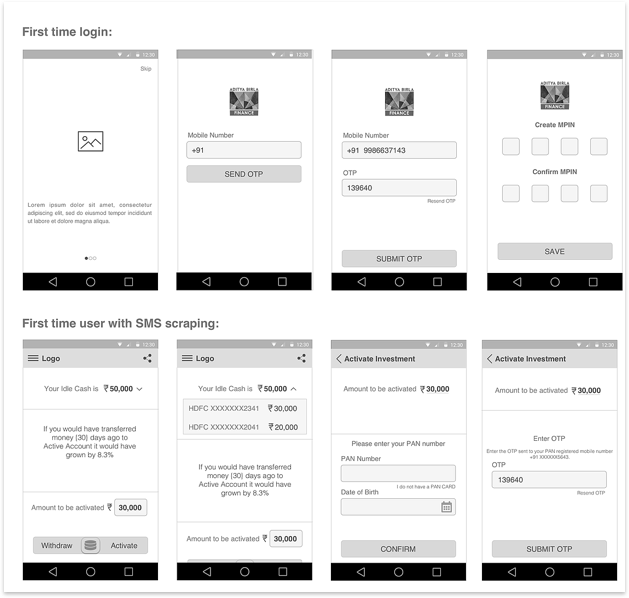 First time login:
12:30
Skip
Lorem ipsum dolor sit amet, consectetur
adipiscing elit, sed do eiusmod tempor incididunt
ut labore et dolore magna aliqua.
12:30
ADITYA BIRLA
FINANCE
Mobile Number
+91
SEND OTP
12:30
ADITYA BIRLA
FINANCE
Mobile Number
+91 9986637143
OTP
139640
Resend OTP
SUBMIT OTP
12:30
ADITYA BIRLA
FINANCE
Create MPIN
Confirm MPIN
SAVE
First time user with SMS scraping:
12:30
Logo
Your Idle Cash is ₹50,000
If you would have transferred
money {30} days ago to
Active Account it would have
grown by 8.3%
Amount to be activated ₹ 30,000
Withdraw Activate
12:30
Logo
Your Idle Cash is ₹50,000
HDFC XXXXXXX2341 ₹30,000
HDFC XXXXXXX2041 ₹20,000
If you would have transferred
money {30} days ago to
Active Account it would have
grown by 8.3%
Amount to be activated ₹ 30,000
12:30
Activate Investment
Amount to be activated ₹30,000
Please enter your PAN number
PAN Number
I do not have a PAN CARD
Date of Birth
CONFIRM
12:30
Activate Investment
Amount to be activated ₹30,000
Enter OTP
Enter the OTP sent to your PAN registered mobile number
+91 XXXXXX5643.
OTP
139640
Resend OTP
SUBMIT OTP